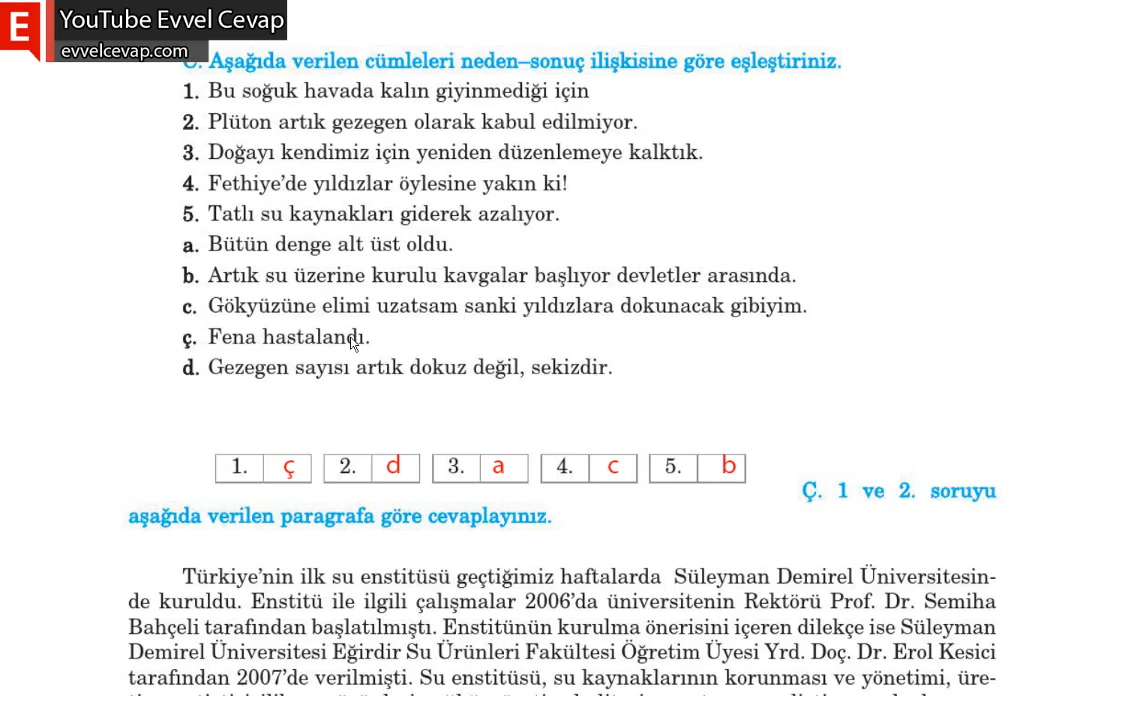 E YouTube Evvel Cevap
evvelcevap.com
C. Aşağıda verilen cümleleri neden–sonuç ilişkisine göre eşleştiriniz.
1. Bu soğuk havada kalın giyinmediği için
2. Plüton artık gezegen olarak kabul edilmiyor.
3. Doğayı kendimiz için yeniden düzenlemeye kalktık.
4. Fethiye’de yıldızlar öylesine yakın ki!
5. Tatlı su kaynakları giderek azalıyor.
a. Bütün denge alt üst oldu.
b. Artık su üzerine kurulu kavgalar başlıyor devletler arasında.
c. Gökyüzüne elimi uzatsam sanki yıldızlara dokunacak gibiyim.
ç. Fena hastalandı.
d. Gezegen sayısı artık dokuz değil, sekizdir.
1. ç 2. d 3. a 4. c 5. b
Ç. 1 ve 2. soruyu
aşağıda verilen paragrafa göre cevaplayınız.
Türkiye’nin ilk su enstitüsü geçtiğimiz haftalarda Süleyman Demirel Üniversitesin-
de kuruldu. Enstitü ile ilgili çalışmalar 2006’da üniversitenin Rektörü Prof. Dr. Semiha
Bahçeli tarafından başlatılmıştı. Enstitünün kurulma önerisini içeren dilekçe ise Süleyman
Demirel Üniversitesi Eğirdir Su Ürünleri Fakültesi Öğretim Üyesi Yrd. Doç. Dr. Erol Kesici
tarafından 2007’de verilmişti. Su enstitüsü, su kaynaklarının korunması ve yönetimi, üre-